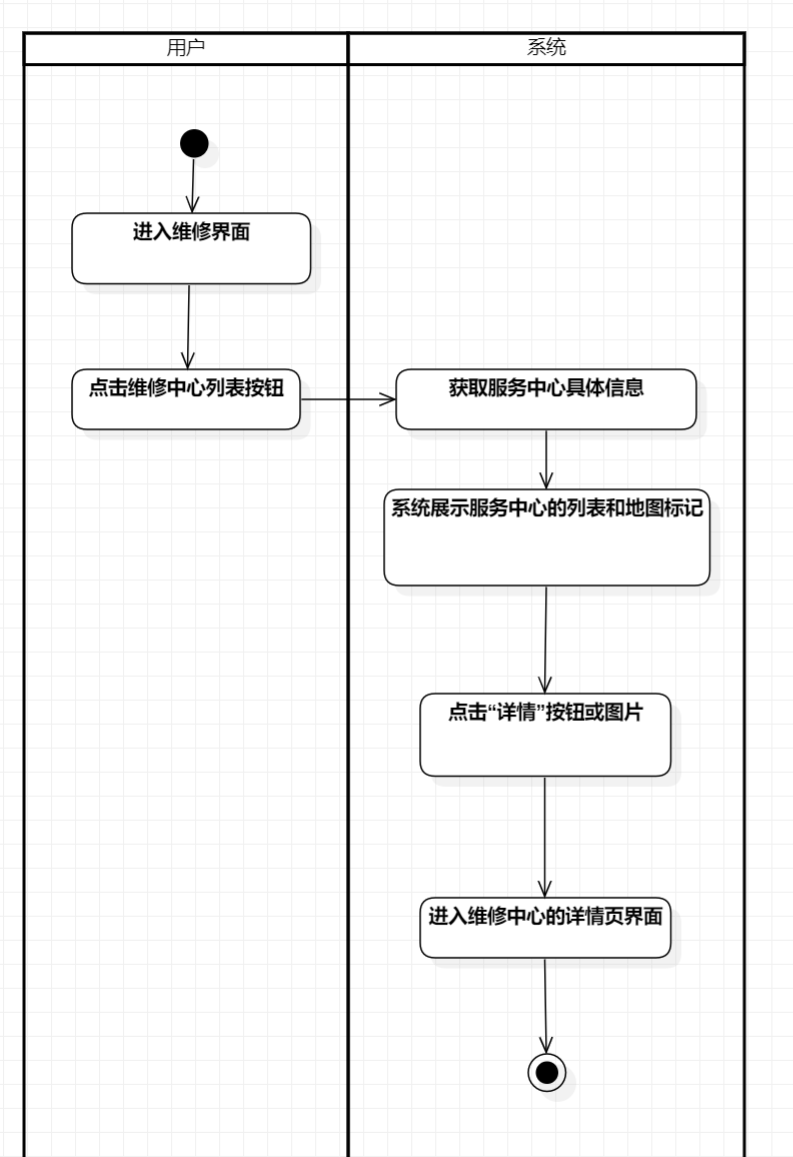 用户
系统
进入维修界面
点击维修中心列表按钮
获取服务中心具体信息
系统展示服务中心的列表和地图标记
点击“详情”按钮或图片
进入维修中心的详情页界面